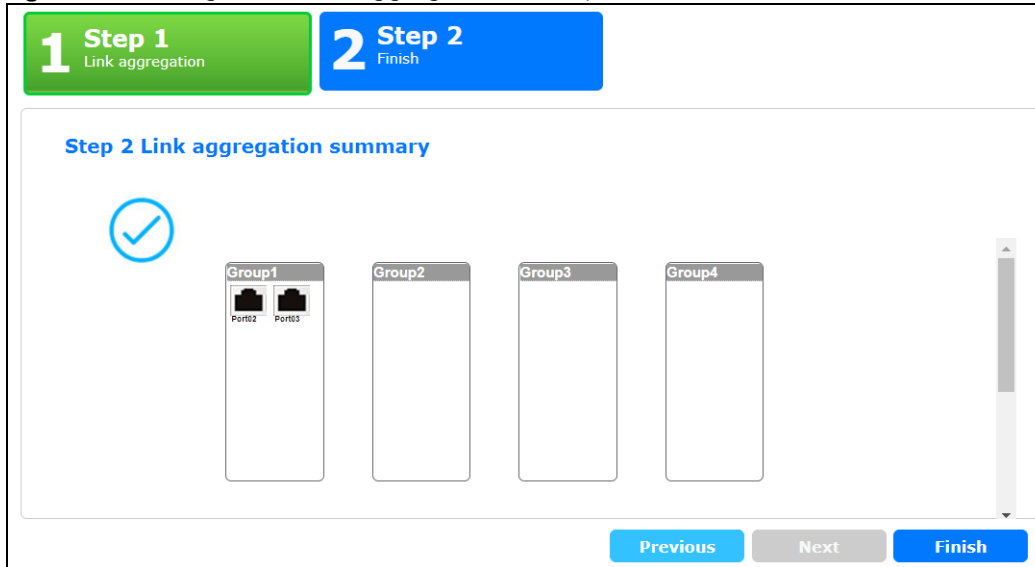 1 Step 1
Link aggregation
2 Step 2
Finish
Step 2 Link aggregation summary
Group1 Group2 Group3 Group4
Port02 Port03
Previous Next Finish